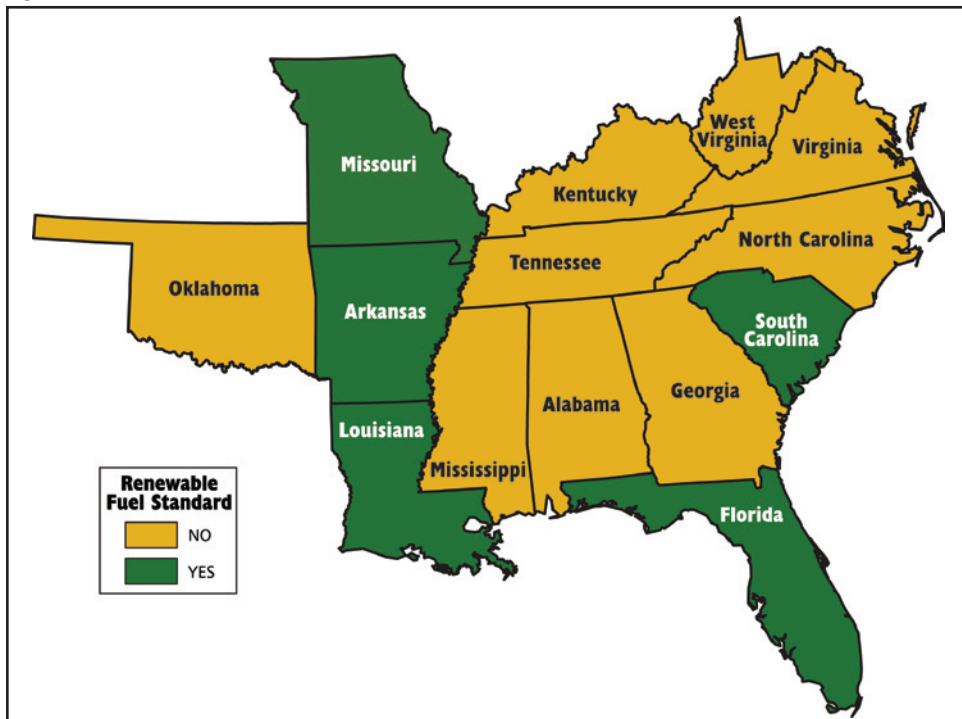 Missouri
West
Virginia
Virginia
Kentucky
North Carolina
Tennessee
Oklahoma
Arkansas
South
Carolina
Georgia
Alabama
Louisiana
Mississippi
Florida
Renewable
Fuel Standard
NO
YES